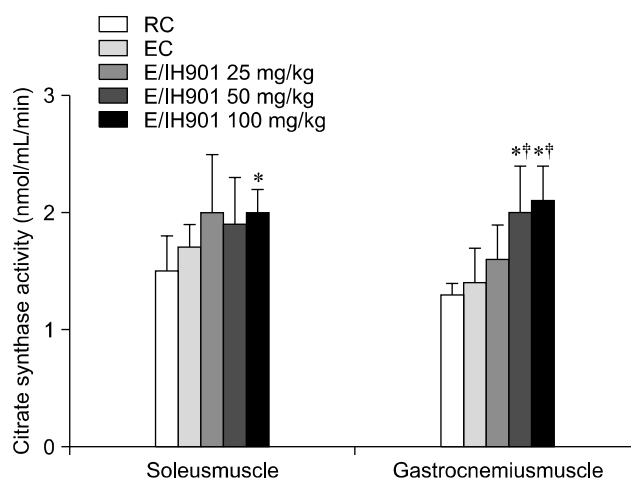 RC
EC
E/IH901 25 mg/kg
E/IH901 50 mg/kg
E/IH901 100 mg/kg
Citrate synthase activity (nmol/mL/min)
3
2
1
0
*
*† *†
Soleusmuscle
Gastrocnemiusmuscle